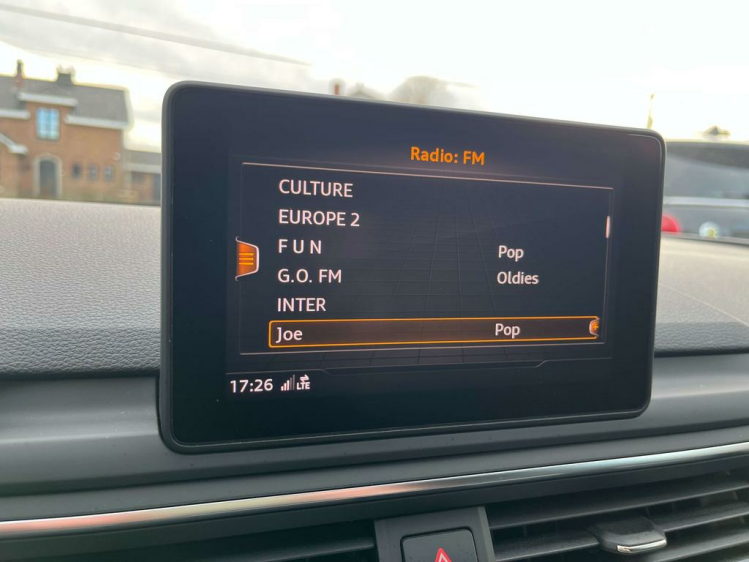 Radio: FM
CULTURE
EUROPE 2
F U N Pop
G.O. FM Oldies
INTER
Joe Pop
17:26 LTE